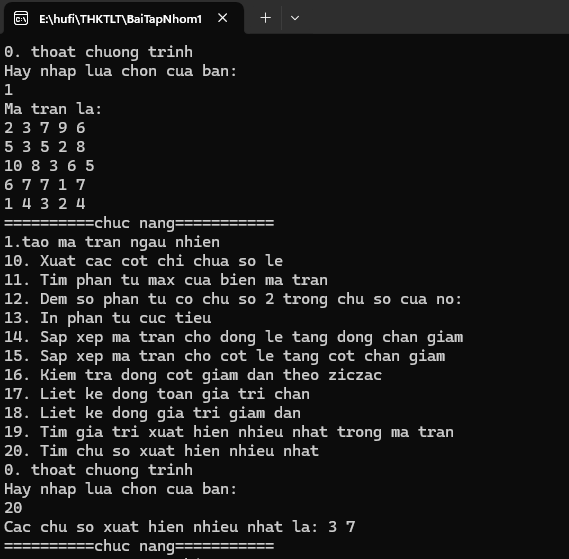 E:\hufi\THKTLT\BaiTapNhom1
0. thoat chuong trinh
Hay nhap lua chon cua ban:
1
Ma tran la:
2 3 7 9 6
5 3 5 2 8
10 8 3 6 5
6 7 7 1 7
1 4 3 2 4
==========chuc nang===========
1.tao ma tran ngau nhien
10. Xuat cac cot chi chua so le
11. Tim phan tu max cua bien ma tran
12. Dem so phan tu co chu so 2 trong chu so cua no:
13. In phan tu cuc tieu
14. Sap xep ma tran cho dong le tang dong chan giam
15. Sap xep ma tran cho cot le tang cot chan giam
16. Kiem tra dong cot giam dan theo ziczac
17. Liet ke dong toan gia tri chan
18. Liet ke dong gia tri giam dan
19. Tim gia tri xuat hien nhieu nhat trong ma tran
20. Tim chu so xuat hien nhieu nhat
0. thoat chuong trinh
Hay nhap lua chon cua ban:
20
Cac chu so xuat hien nhieu nhat la: 3 7
==========chuc nang===========